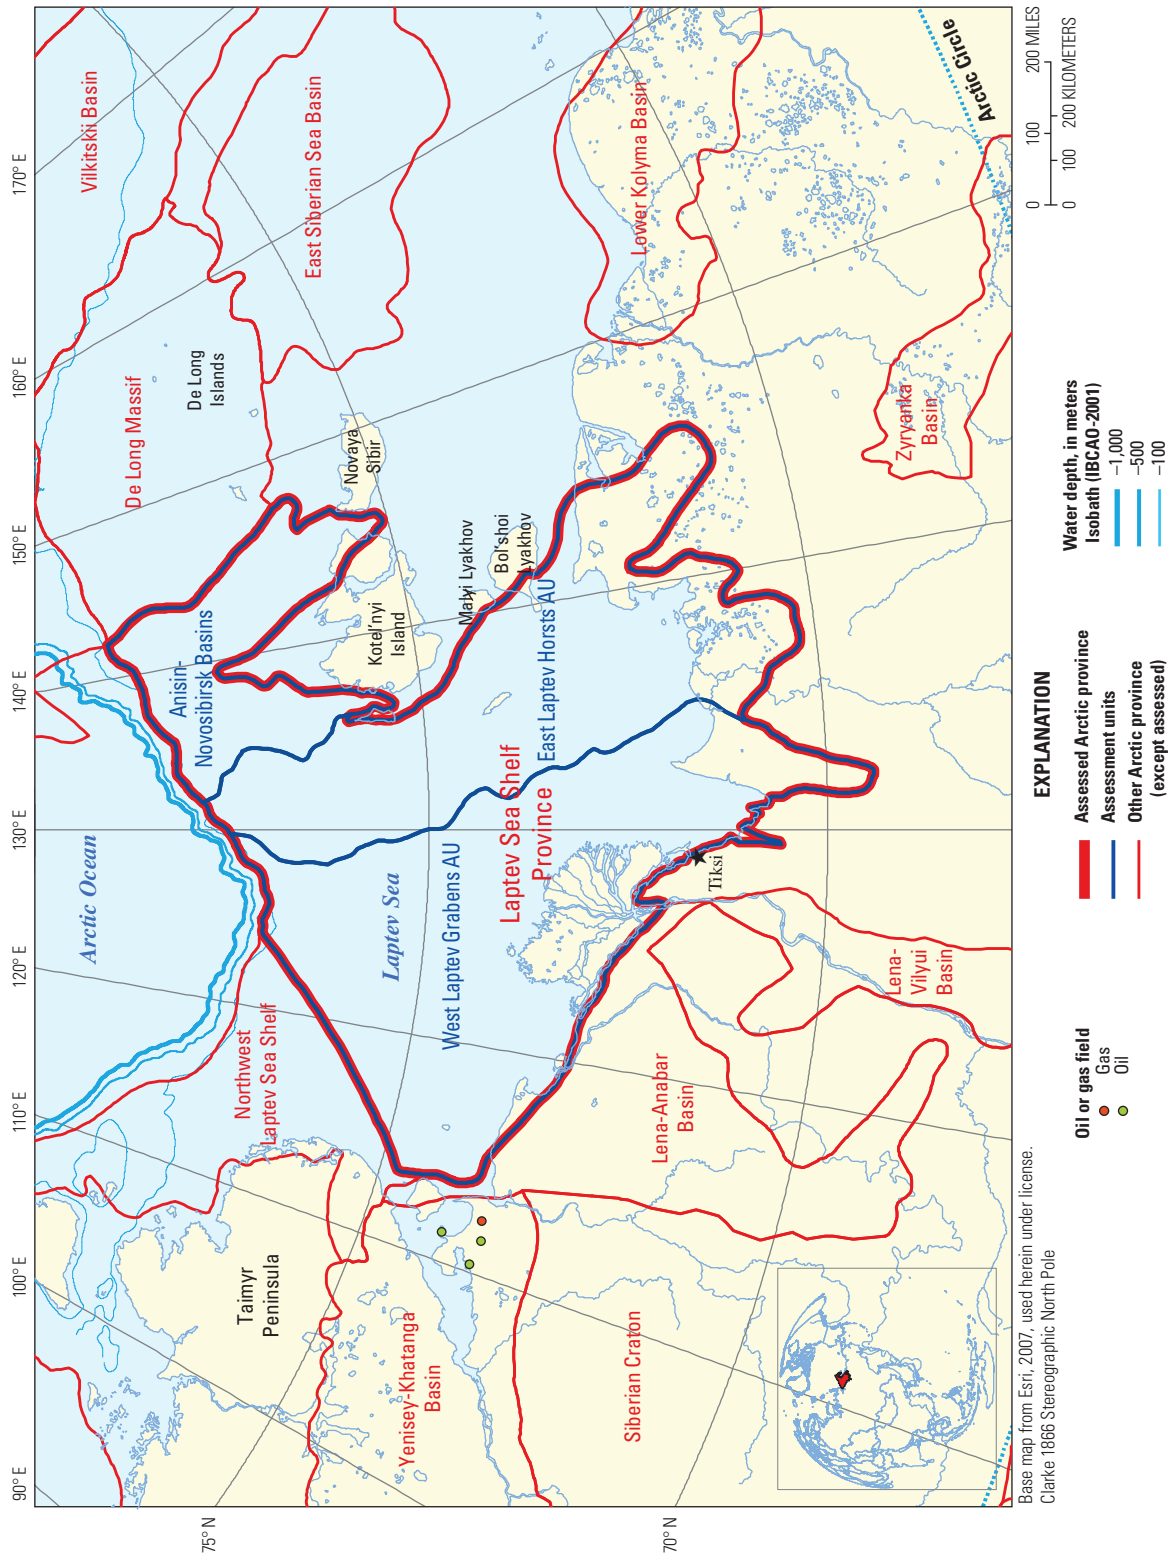 90° E
100° E
110° E
120° E
130° E
140° E
150° E
160° E
170° E
75° N
70° N
Arctic Ocean
Vilkitskii Basin
De Long Massif
De Long
Islands
East Siberian Sea Basin
Northwest
Laptev Sea Shelf
Anisin-
Novosibirsk Basins
Novaya
Sibir
Taimyr
Peninsula
Kotel'nyi
Island
Laptev Sea
Malyi Lyakhov
Bol'shoi
Lyakhov
Yenisey-Khatanga
Basin
West Laptev Grabens AU
Laptev Sea Shelf
Province
East Laptev Horsts AU
Lower Kolyma Basin
Siberian Craton
Lena-Anabar
Basin
Tiksi
Lena-
Vilyui
Basin
Zyryanka
Basin
Arctic Circle
0 100 200 MILES
0 100 200 KILOMETERS
Base map from Esri, 2007, used herein under license.
Clarke 1866 Stereographic North Pole
EXPLANATION
Oil or gas field
Gas
Oil
Assessed Arctic province
Assessment units
Other Arctic province
(except assessed)
Water depth, in meters
Isobath (IBCAO-2001)
–1,000
–500
–100